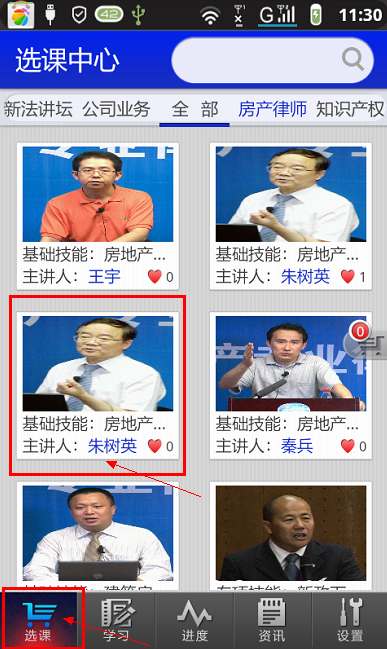 42 G 11:30
选课中心
新法讲坛 公司业务 全 部 房产律师 知识产权
基础技能：房地产... 基础技能：房地产...
主讲人：王宇 0 主讲人：朱树英 1
0
基础技能：房地产... 基础技能：房地产...
主讲人：朱树英 0 主讲人：秦兵 0
选课 学习 进度 资讯 设置